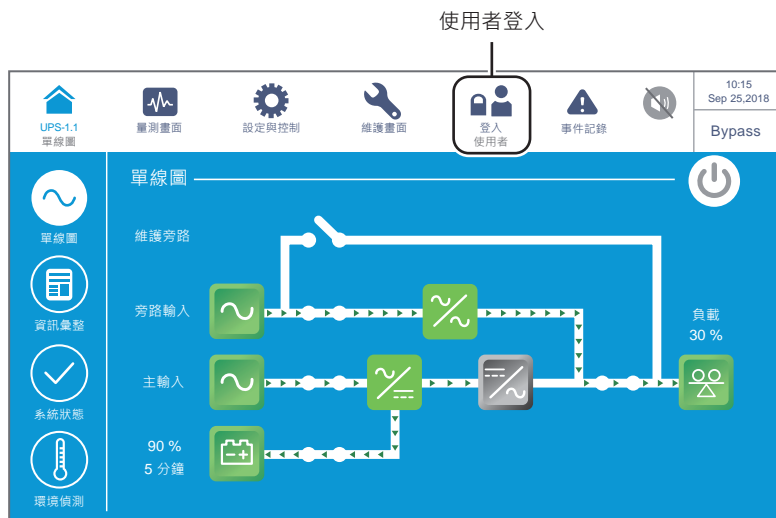 使用者登入
UPS-1.1
單線圖
量測畫面
設定與控制
維護畫面
登入
使用者
事件記錄
10:15
Sep 25,2018
Bypass
單線圖
單線圖
維護旁路
旁路輸入
資訊彙整
負載
30 %
主輸入
系統狀態
90 %
5 分鐘
環境偵測